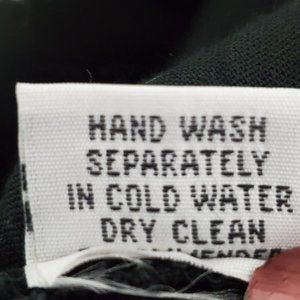 HAND WASH
SEPARATELY
IN COLD WATER
DRY CLEAN